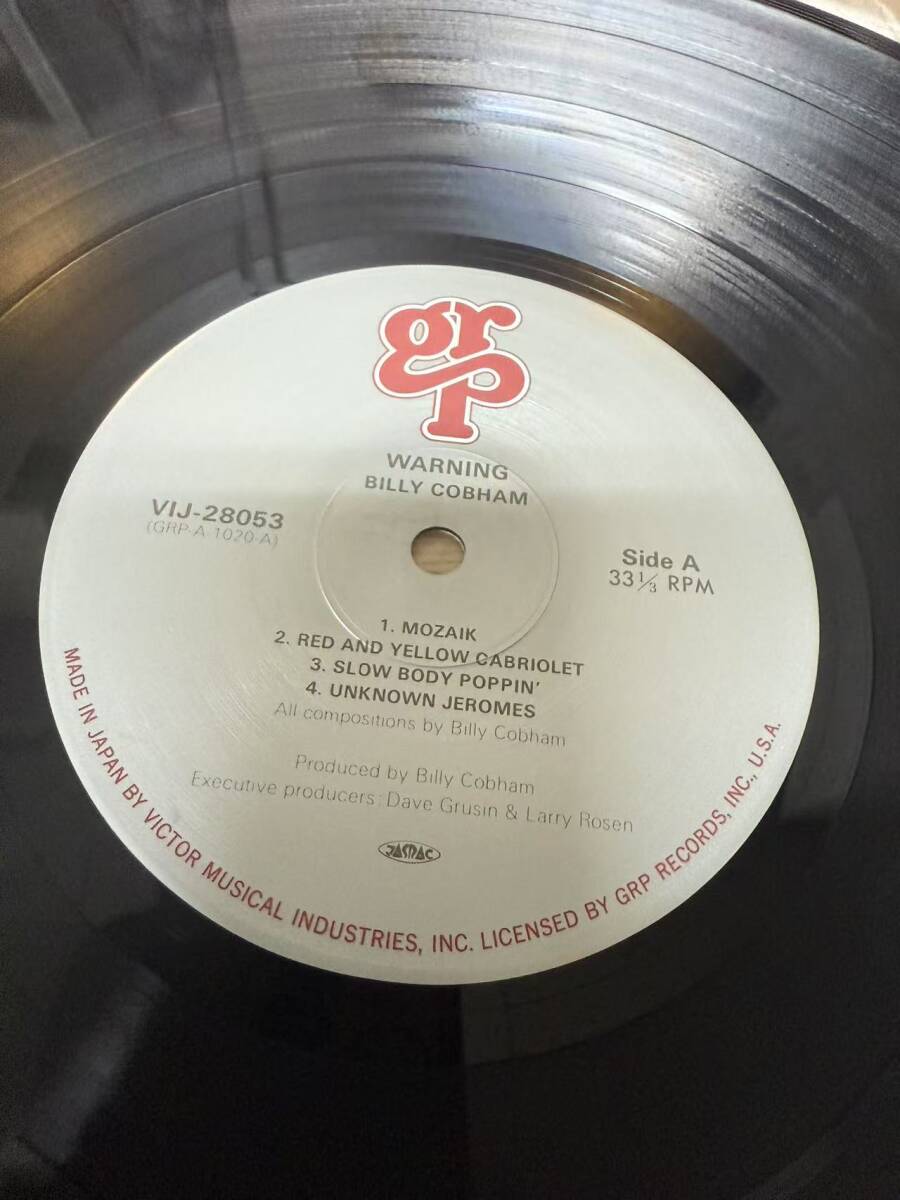 grp
WARNING
BILLY COBHAM
VIJ-28053
(GRP-A-1020-A)
Side A
33 1/3 RPM
1. MOZAIK
2. RED AND YELLOW CABRIOLET
3. SLOW BODY POPPIN'
4. UNKNOWN JEROMES
All compositions by Billy Cobham
Produced by Billy Cobham
Executive producers: Dave Grusin & Larry Rosen
JASRAC
MADE IN JAPAN BY VICTOR MUSICAL INDUSTRIES, INC. LICENSED BY GRP RECORDS, INC., U.S.A.